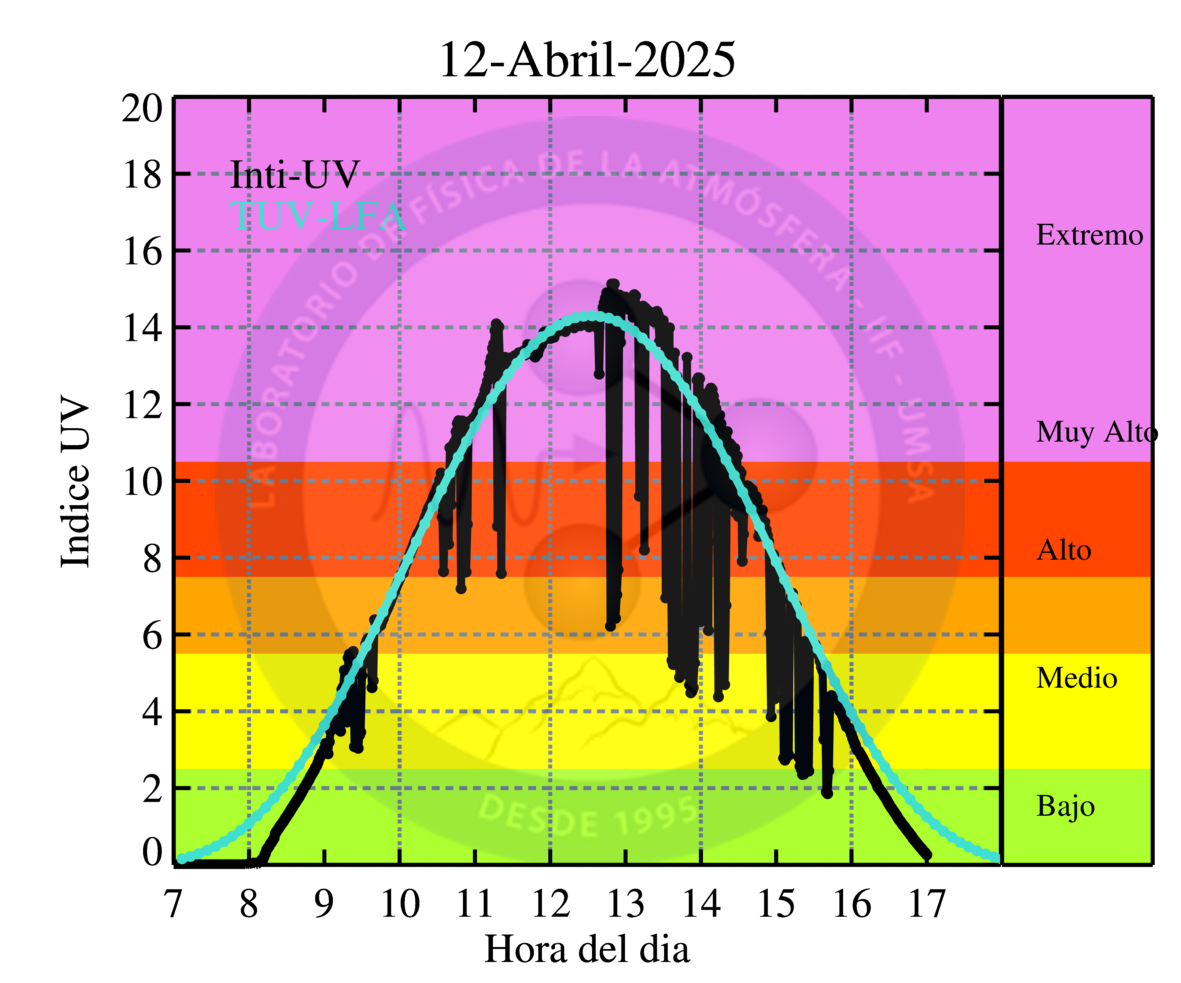 12-Abril-2025
20
18
16
14
12
10
8
6
4
2
0
Indice UV
Inti-UV
TUV-LFA
LABORATORIO DE FÍSICA DE LA ATMÓSFERA - IIF - UMSA
DESDE 1995
Extremo
Muy Alto
Alto
Medio
Bajo
7 8 9 10 11 12 13 14 15 16 17
Hora del dia